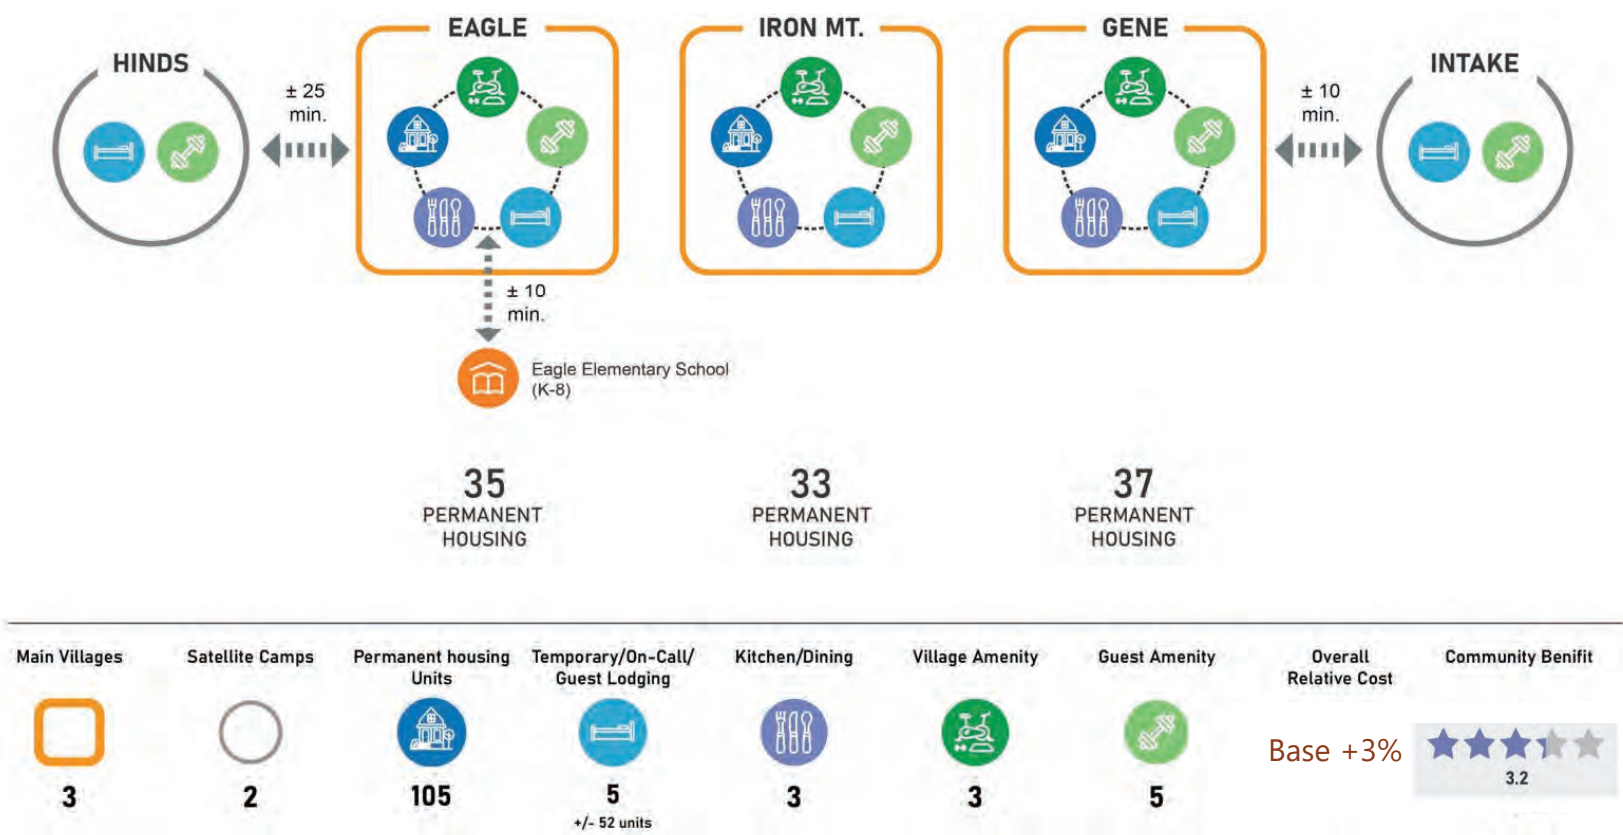 HINDS
± 25
min.
EAGLE
IRON MT.
GENE
± 10
min.
INTAKE
± 10
min.
Eagle Elementary School
(K-8)
35
PERMANENT
HOUSING
33
PERMANENT
HOUSING
37
PERMANENT
HOUSING
Main Villages
3
Satellite Camps
2
Permanent housing
Units
105
Temporary/On-Call/
Guest Lodging
5
+/- 52 units
Kitchen/Dining
3
Village Amenity
3
Guest Amenity
5
Overall
Relative Cost
Base +3%
Community Benifit
3.2